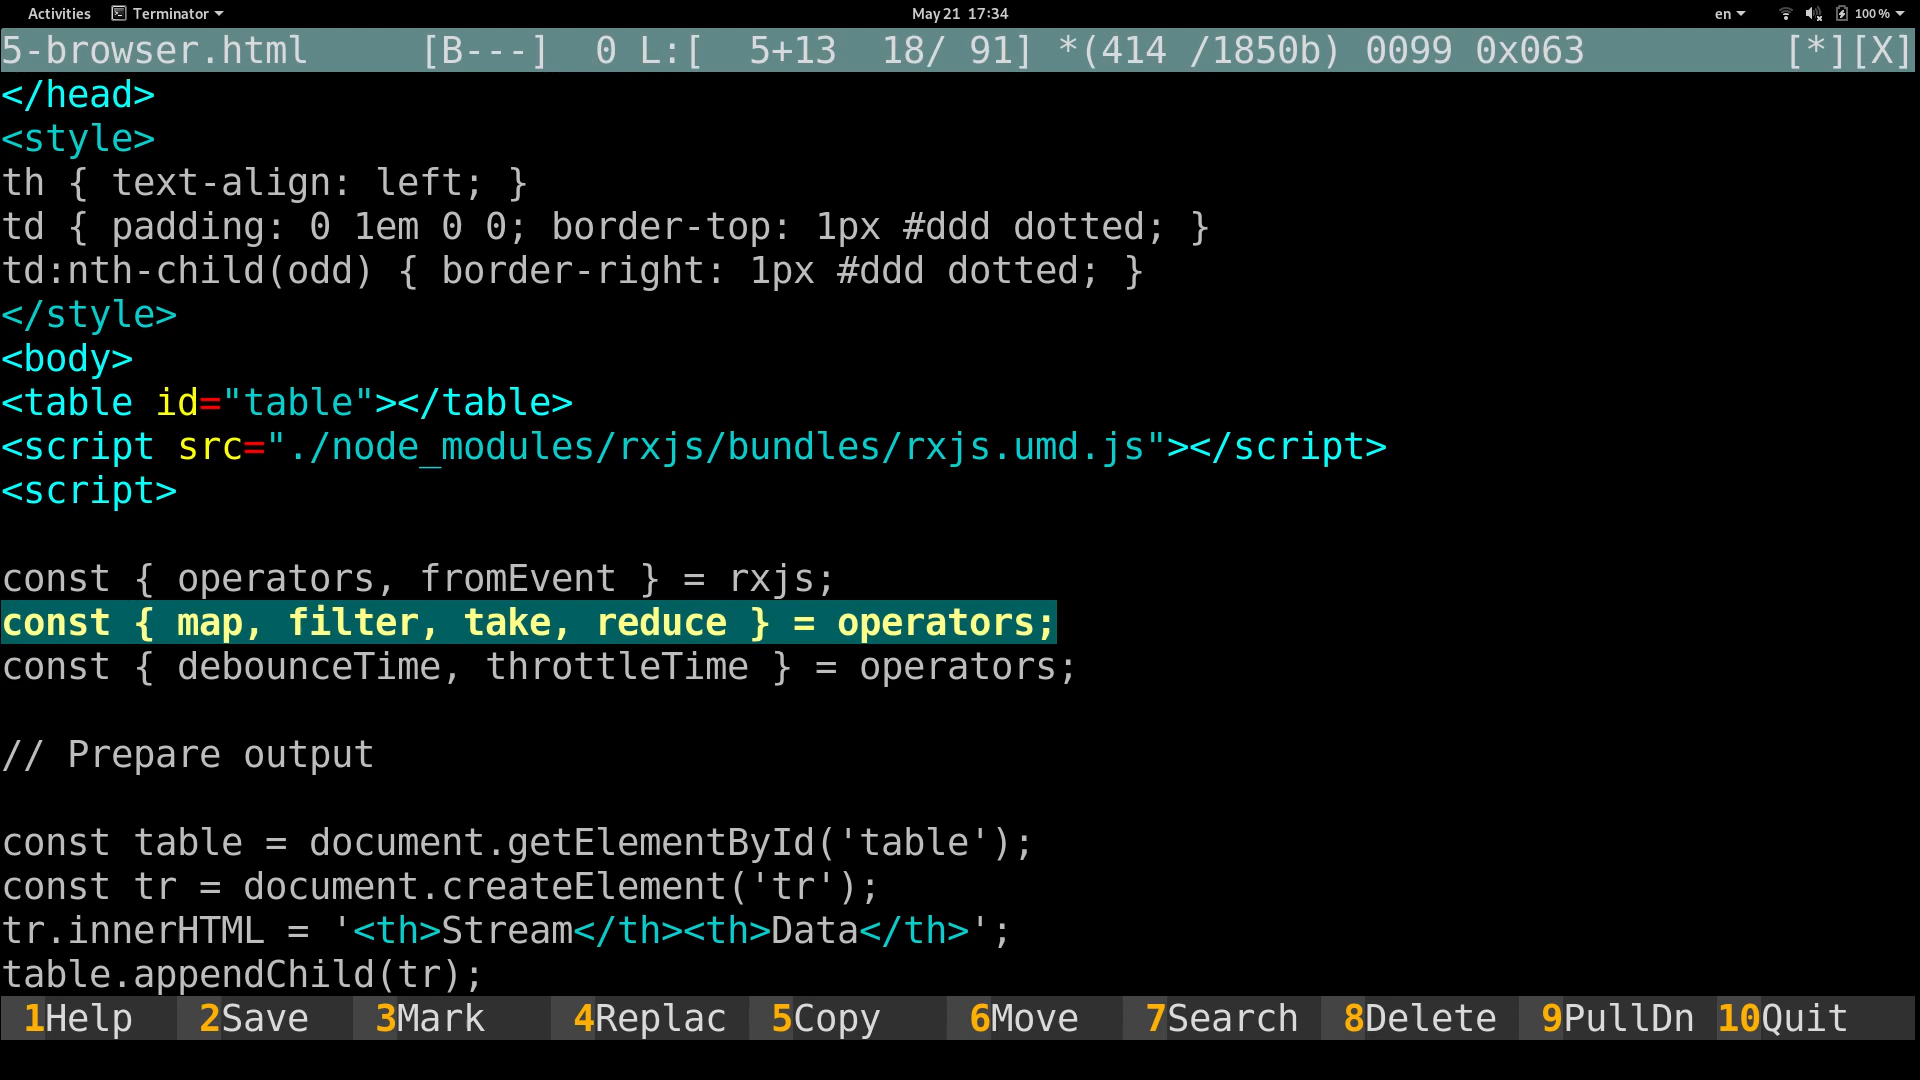 Activities Terminator May 21 17:34 en 100 %
5-browser.html [B---] 0 L:[ 5+13 18/ 91] *(414 /1850b) 0099 0x063 [*][X]
</head>
<style>
th { text-align: left; }
td { padding: 0 1em 0 0; border-top: 1px #ddd dotted; }
td:nth-child(odd) { border-right: 1px #ddd dotted; }
</style>
<body>
<table id="table"></table>
<script src="./node_modules/rxjs/bundles/rxjs.umd.js"></script>
<script>
const { operators, fromEvent } = rxjs;
const { map, filter, take, reduce } = operators;
const { debounceTime, throttleTime } = operators;
// Prepare output
const table = document.getElementById('table');
const tr = document.createElement('tr');
tr.innerHTML = '<th>Stream</th><th>Data</th>';
table.appendChild(tr);
1Help 2Save 3Mark 4Replac 5Copy 6Move 7Search 8Delete 9PullDn 10Quit